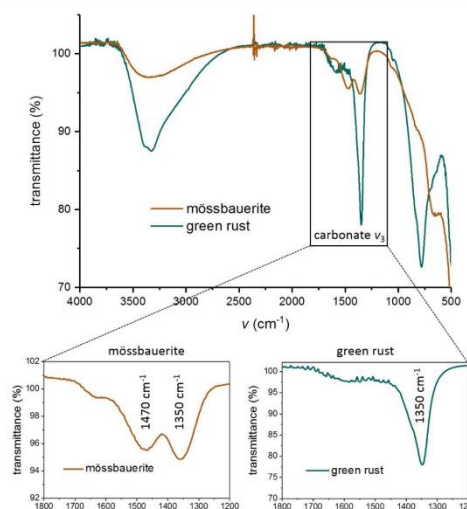 100
90
80
70
transmittance (%)
mössbauerite
green rust
carbonate ν₃
4000 3500 3000 2500 2000 1500 1000 500
ν (cm⁻¹)
mössbauerite
102
100
98
96
94
92
transmittance (%)
1470 cm⁻¹
1350 cm⁻¹
mössbauerite
1800 1700 1600 1500 1400 1300 1200
green rust
100
95
90
85
80
75
70
transmittance (%)
1350 cm⁻¹
green rust
1800 1700 1600 1500 1400 1300 1200